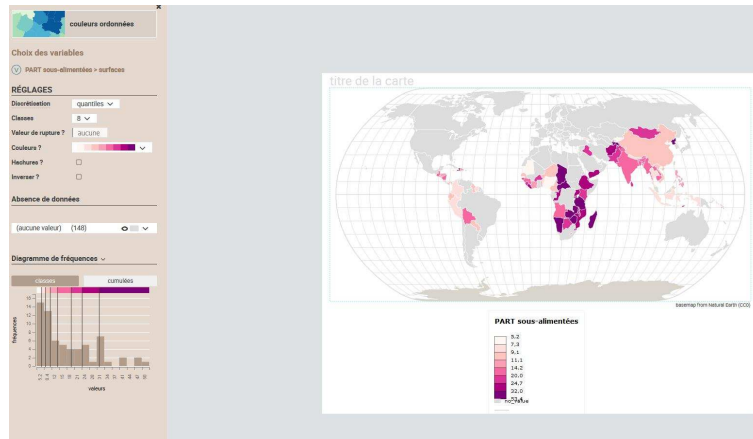 couleurs ordonnées
Choix des variables
PART sous-alimentées > surfaces
RÉGLAGES
Discrétisation quantiles
Classes 8
Valeur de rupture ? aucune
Couleurs ?
Hachures ?
Inverser ?
Absence de données
(aucune valeur) (148)
Diagramme de fréquences
classes cumulées
fréquences
valeurs
titre de la carte
basemap from Natural Earth (CC0)
PART sous-alimentées
5.2
7.3
9.1
11.1
14.2
20.0
24.7
32.0
no_value